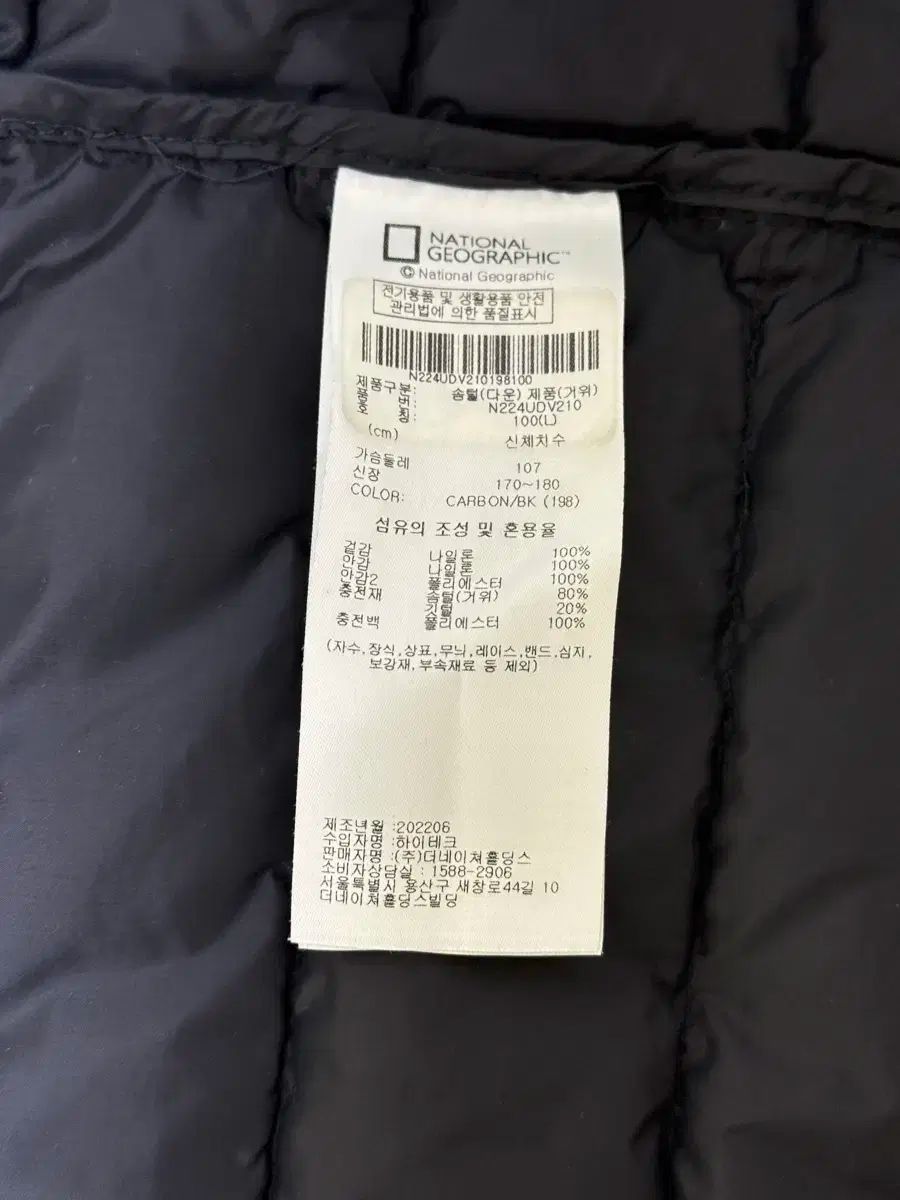 NATIONAL
GEOGRAPHIC™
© National Geographic
전기용품 및 생활용품 안전
관리법에 의한 품질표시
N224UDV210198100
제품구분: 솜털(다운) 제품(거위)
품 번: N224UDV210
호 칭: 100(L)
(cm) 신체치수
가슴둘레 107
신장 170~180
COLOR: CARBON/BK (198)
섬유의 조성 및 혼용율
겉감 나일론 100%
안감 나일론 100%
안감2 폴리에스터 100%
충전재 솜털(거위) 80%
깃털 20%
충전백 폴리에스터 100%
(자수,장식,상표,무늬,레이스,밴드,심지,
보강재,부속재료 등 제외)
제조년월 :202206
수입자명 :하이테크
판매자명 :(주)더네이쳐홀딩스
소비자상담실 : 1588-2906
서울특별시 용산구 새창로44길 10
더네이쳐홀딩스빌딩